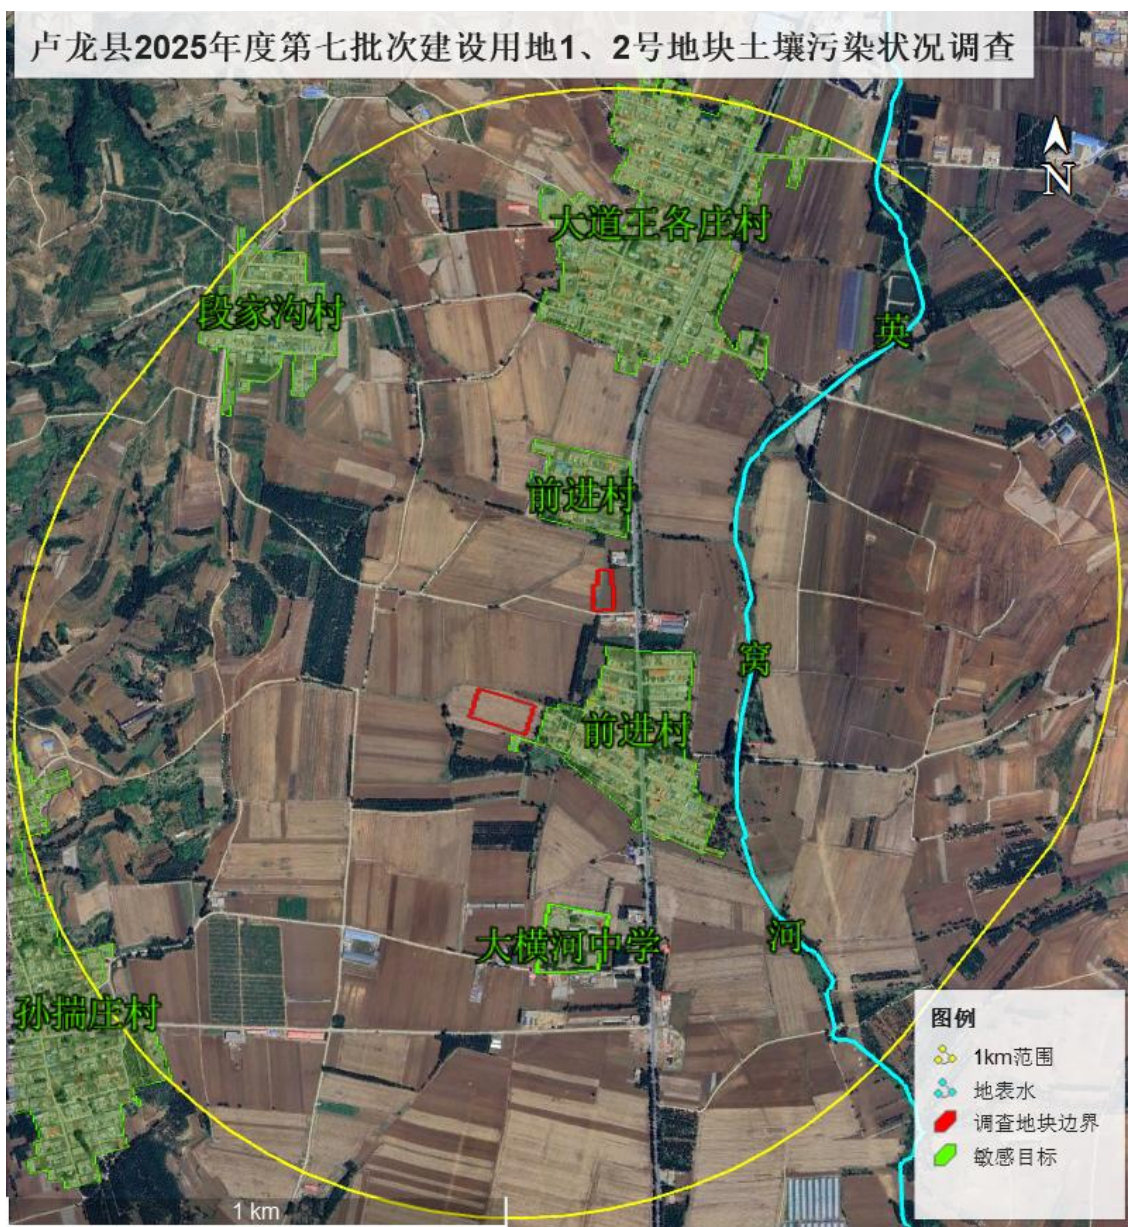 卢龙县2025年度第七批次建设用地1、2号地块土壤污染状况调查
N
大道王各庄村
段家沟村
英
前进村
窝
前进村
河
大横河中学
孙揣庄村
图例
1km范围
地表水
调查地块边界
敏感目标
1 km